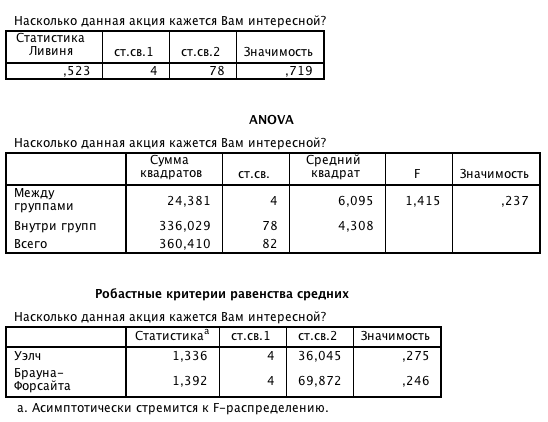 Насколько данная акция кажется Вам интересной?
Статистика Ливиня ст.св.1 ст.св.2 Значимость
,523 4 78 ,719
ANOVA
Насколько данная акция кажется Вам интересной?
Сумма квадратов ст.св. Средний квадрат F Значимость
Между группами 24,381 4 6,095 1,415 ,237
Внутри групп 336,029 78 4,308
Всего 360,410 82
Робастные критерии равенства средних
Насколько данная акция кажется Вам интересной?
Статистикаa ст.св.1 ст.св.2 Значимость
Уэлч 1,336 4 36,045 ,275
Брауна-Форсайта 1,392 4 69,872 ,246
a. Асимптотически стремится к F-распределению.